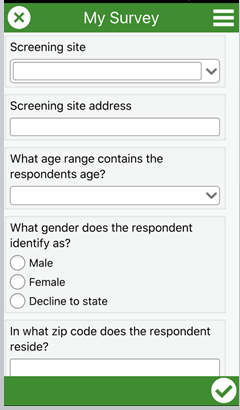 My Survey
Screening site
Screening site address
What age range contains the
respondents age?
What gender does the respondent
identify as?
Male
Female
Decline to state
In what zip code does the respondent
reside?